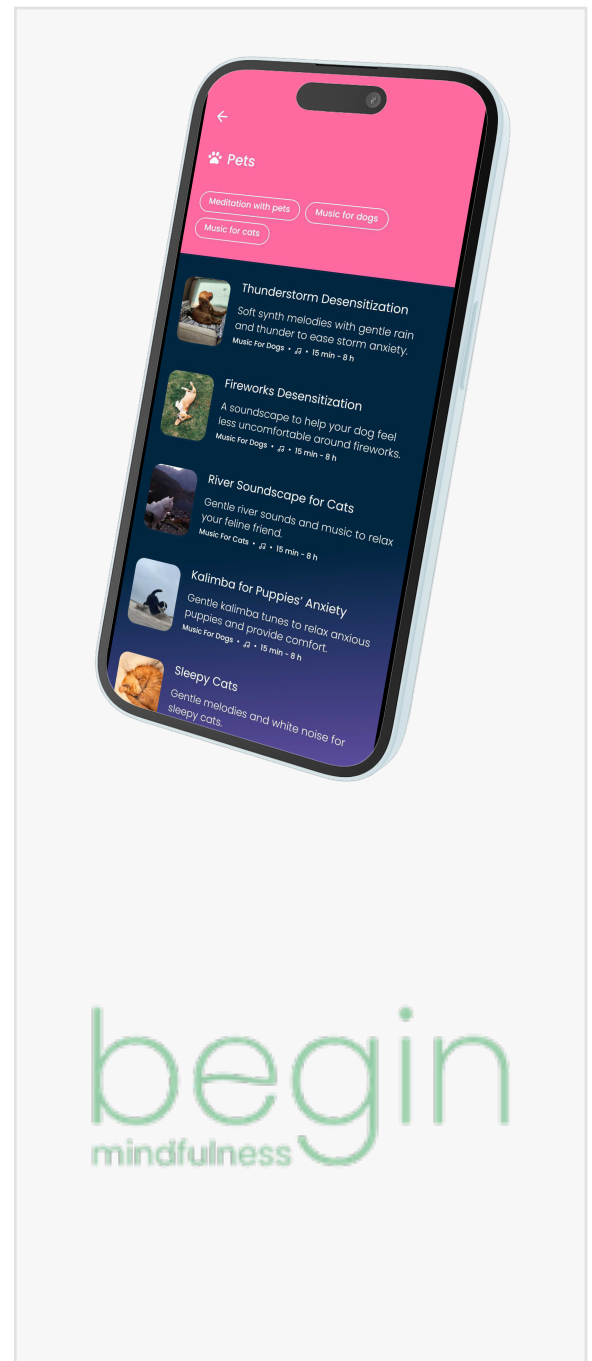 Pets
Meditation with pets
Music for dogs
Music for cats
Thunderstorm Desensitization
Soft synth melodies with gentle rain
and thunder to ease storm anxiety.
Music For Dogs • ♫ • 15 min - 8 h
Fireworks Desensitization
A soundscape to help your dog feel
less uncomfortable around fireworks.
Music For Dogs • ♫ • 15 min - 8 h
River Soundscape for Cats
Gentle river sounds and music to relax
your feline friend.
Music For Cats • ♫ • 15 min - 8 h
Kalimba for Puppies’ Anxiety
Gentle kalimba tunes to relax anxious
puppies and provide comfort.
Music For Dogs • ♫ • 15 min - 8 h
Sleepy Cats
Gentle melodies and white noise for
sleepy cats.
begin
mindfulness